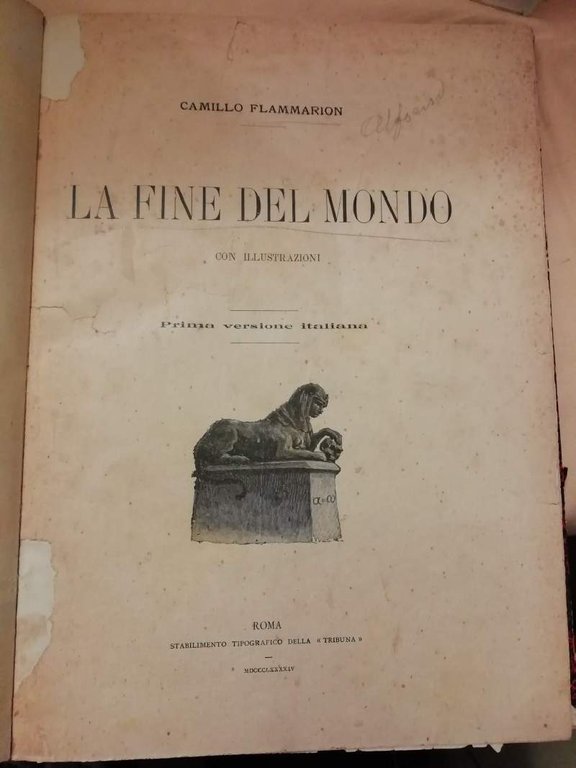 CAMILLO FLAMMARION
LA FINE DEL MONDO
CON ILLUSTRAZIONI
Prima versione italiana
α=ω
ROMA
STABILIMENTO TIPOGRAFICO DELLA « TRIBUNA »
—
MDCCCLXXXXIV